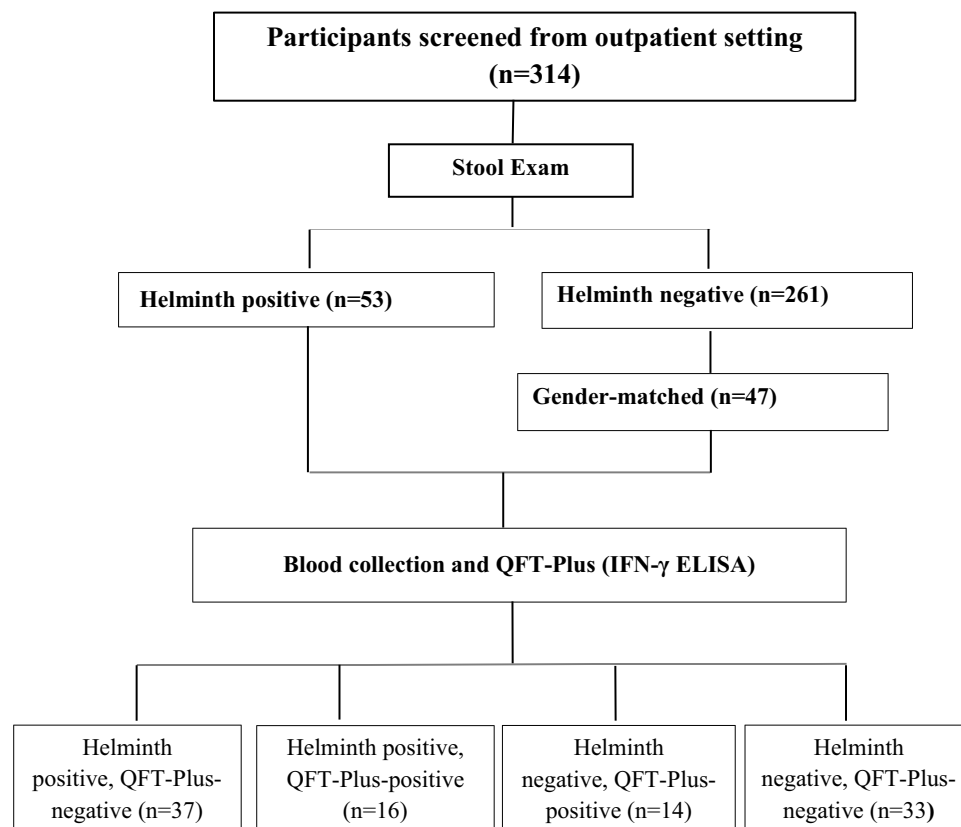 Participants screened from outpatient setting
(n=314)
Stool Exam
Helminth positive (n=53)
Helminth negative (n=261)
Gender-matched (n=47)
Blood collection and QFT-Plus (IFN-γ ELISA)
Helminth
positive, QFT-Plus-
negative (n=37)
Helminth positive,
QFT-Plus-positive
(n=16)
Helminth
negative, QFT-Plus-
positive (n=14)
Helminth
negative, QFT-Plus-
negative (n=33)